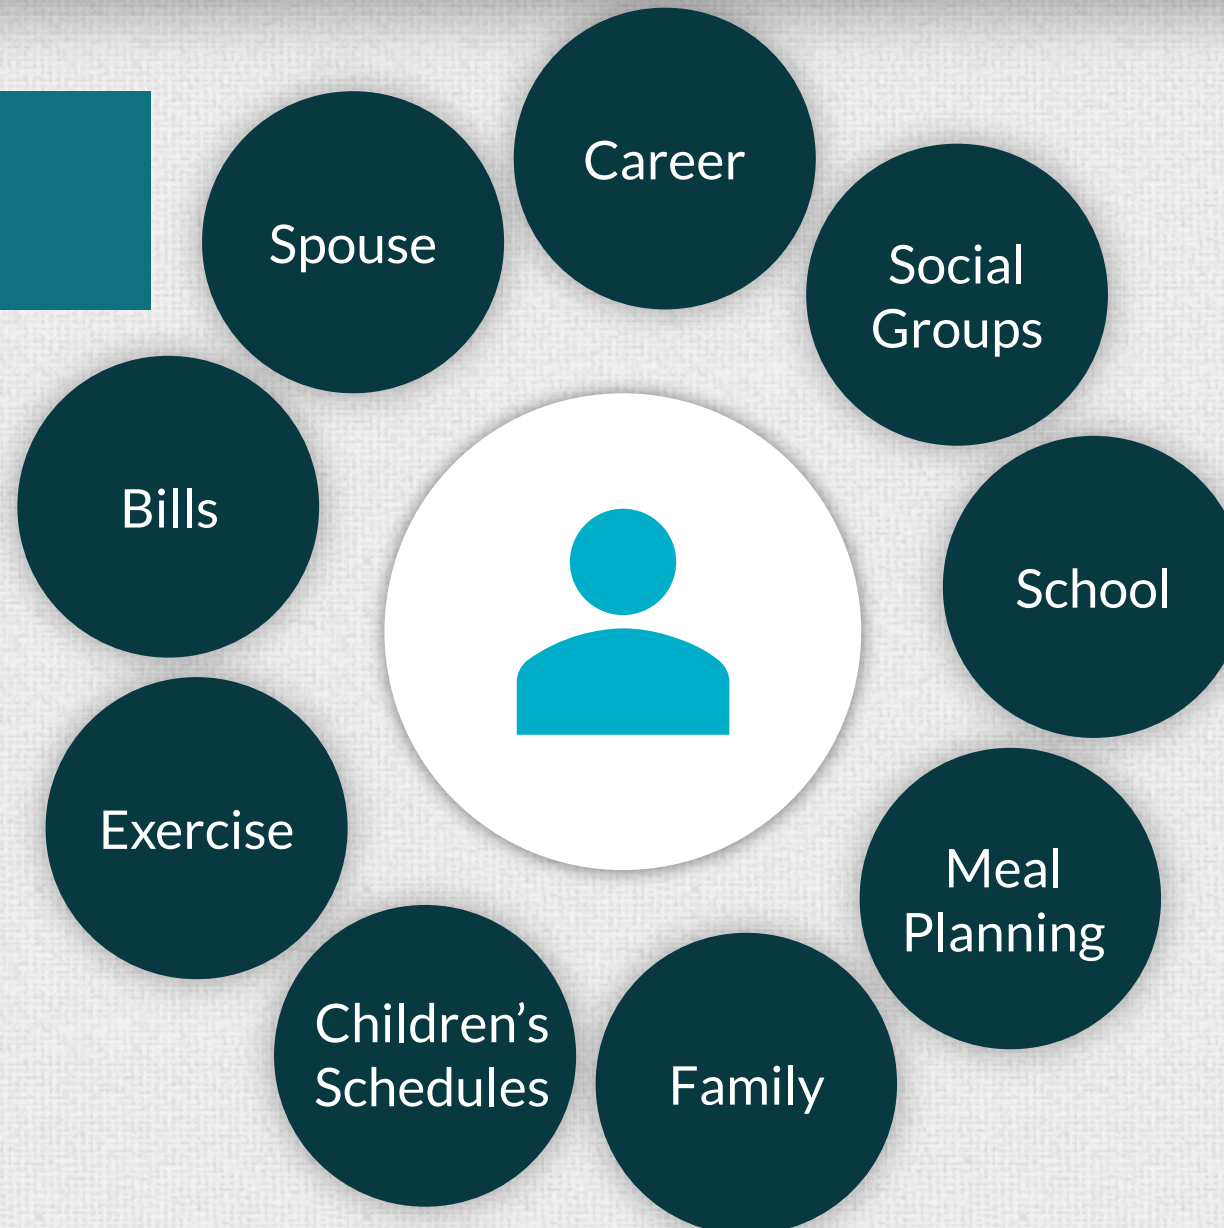 Career
Spouse
Social
Groups
Bills
School
Exercise
Meal
Planning
Children’s
Schedules
Family